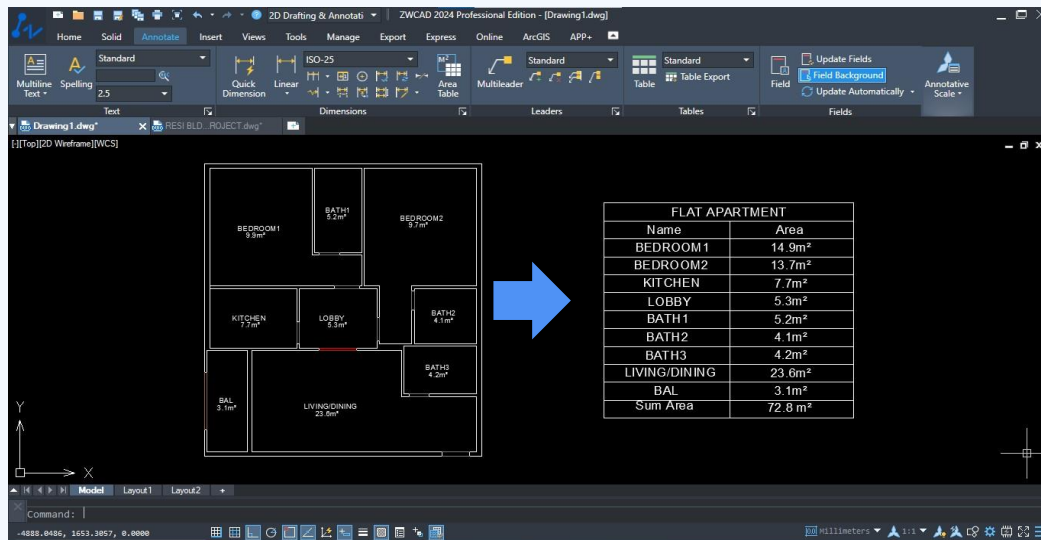 2D Drafting & Annotati
ZWCAD 2024 Professional Edition - [Drawing1.dwg]
Home Solid Annotate Insert Views Tools Manage Export Express Online ArcGIS APP+
Multiline Text
Spelling
Standard
2.5
Quick Dimension
Linear
ISO-25
Area Table
Multileader
Standard
Table
Standard
Table Export
Field
Update Fields
Field Background
Update Automatically
Annotative Scale
Text Dimensions Leaders Tables Fields
Drawing1.dwg* RESI BLD...ROJECT.dwg*
[-][Top][2D Wireframe][WCS]
BATH1
5.2m²
BEDROOM2
9.7m²
BEDROOM1
9.9m²
KITCHEN
7.7m²
LOBBY
5.3m²
BATH2
4.1m²
BATH3
4.2m²
BAL
3.1m²
LIVING/DINING
23.6m²
FLAT APARTMENT
Name Area
BEDROOM1 14.9m²
BEDROOM2 13.7m²
KITCHEN 7.7m²
LOBBY 5.3m²
BATH1 5.2m²
BATH2 4.1m²
BATH3 4.2m²
LIVING/DINING 23.6m²
BAL 3.1m²
Sum Area 72.8 m²
Y
X
Model Layout1 Layout2 +
Command:
-4888.0486, 1653.3057, 0.0000
Millimeters 1:1